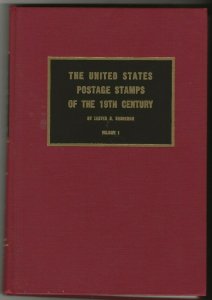 THE UNITED STATES
POSTAGE STAMPS
OF THE 19TH CENTURY
BY LESTER G. BROOKMAN
VOLUME I